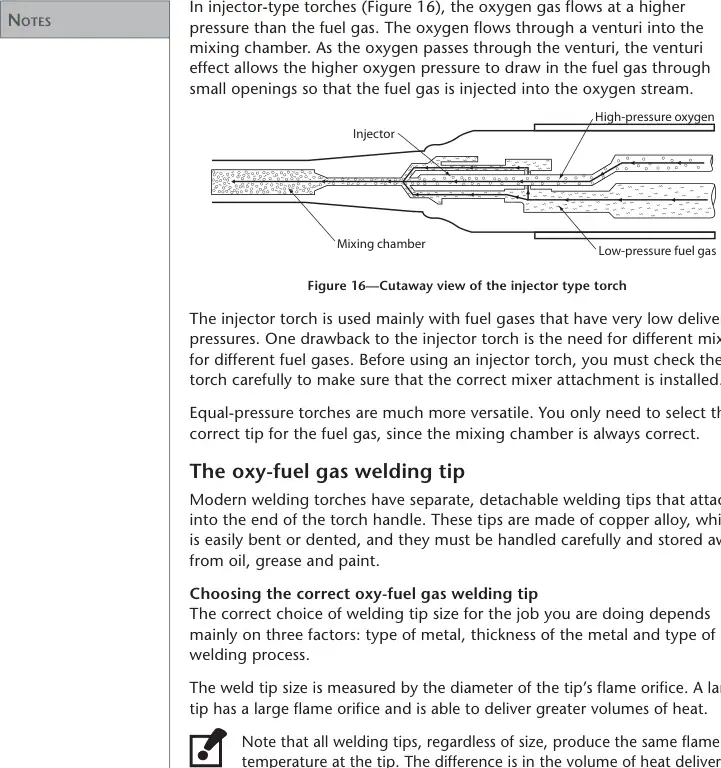 NOTES
In injector-type torches (Figure 16), the oxygen gas flows at a higher
pressure than the fuel gas. The oxygen flows through a venturi into the
mixing chamber. As the oxygen passes through the venturi, the venturi
effect allows the higher oxygen pressure to draw in the fuel gas through
small openings so that the fuel gas is injected into the oxygen stream.
High-pressure oxygen
Injector
Mixing chamber
Low-pressure fuel gas
Figure 16—Cutaway view of the injector type torch
The injector torch is used mainly with fuel gases that have very low
pressures. One drawback to the injector torch is the need for different
for different fuel gases. Before using an injector torch, you must check the
torch carefully to make sure that the correct mixer attachment is installed.
Equal-pressure torches are much more versatile. You only need to select
correct tip for the fuel gas, since the mixing chamber is always correct.
The oxy-fuel gas welding tip
Modern welding torches have separate, detachable welding tips that
into the end of the torch handle. These tips are made of copper alloy,
is easily bent or dented, and they must be handled carefully and stored
from oil, grease and paint.
Choosing the correct oxy-fuel gas welding tip
The correct choice of welding tip size for the job you are doing depends
mainly on three factors: type of metal, thickness of the metal and type of
welding process.
The weld tip size is measured by the diameter of the tip's flame orifice. A
tip has a large flame orifice and is able to deliver greater volumes of heat.
Note that all welding tips, regardless of size, produce the same flame
temperature at the tip. The difference is in the volume of heat